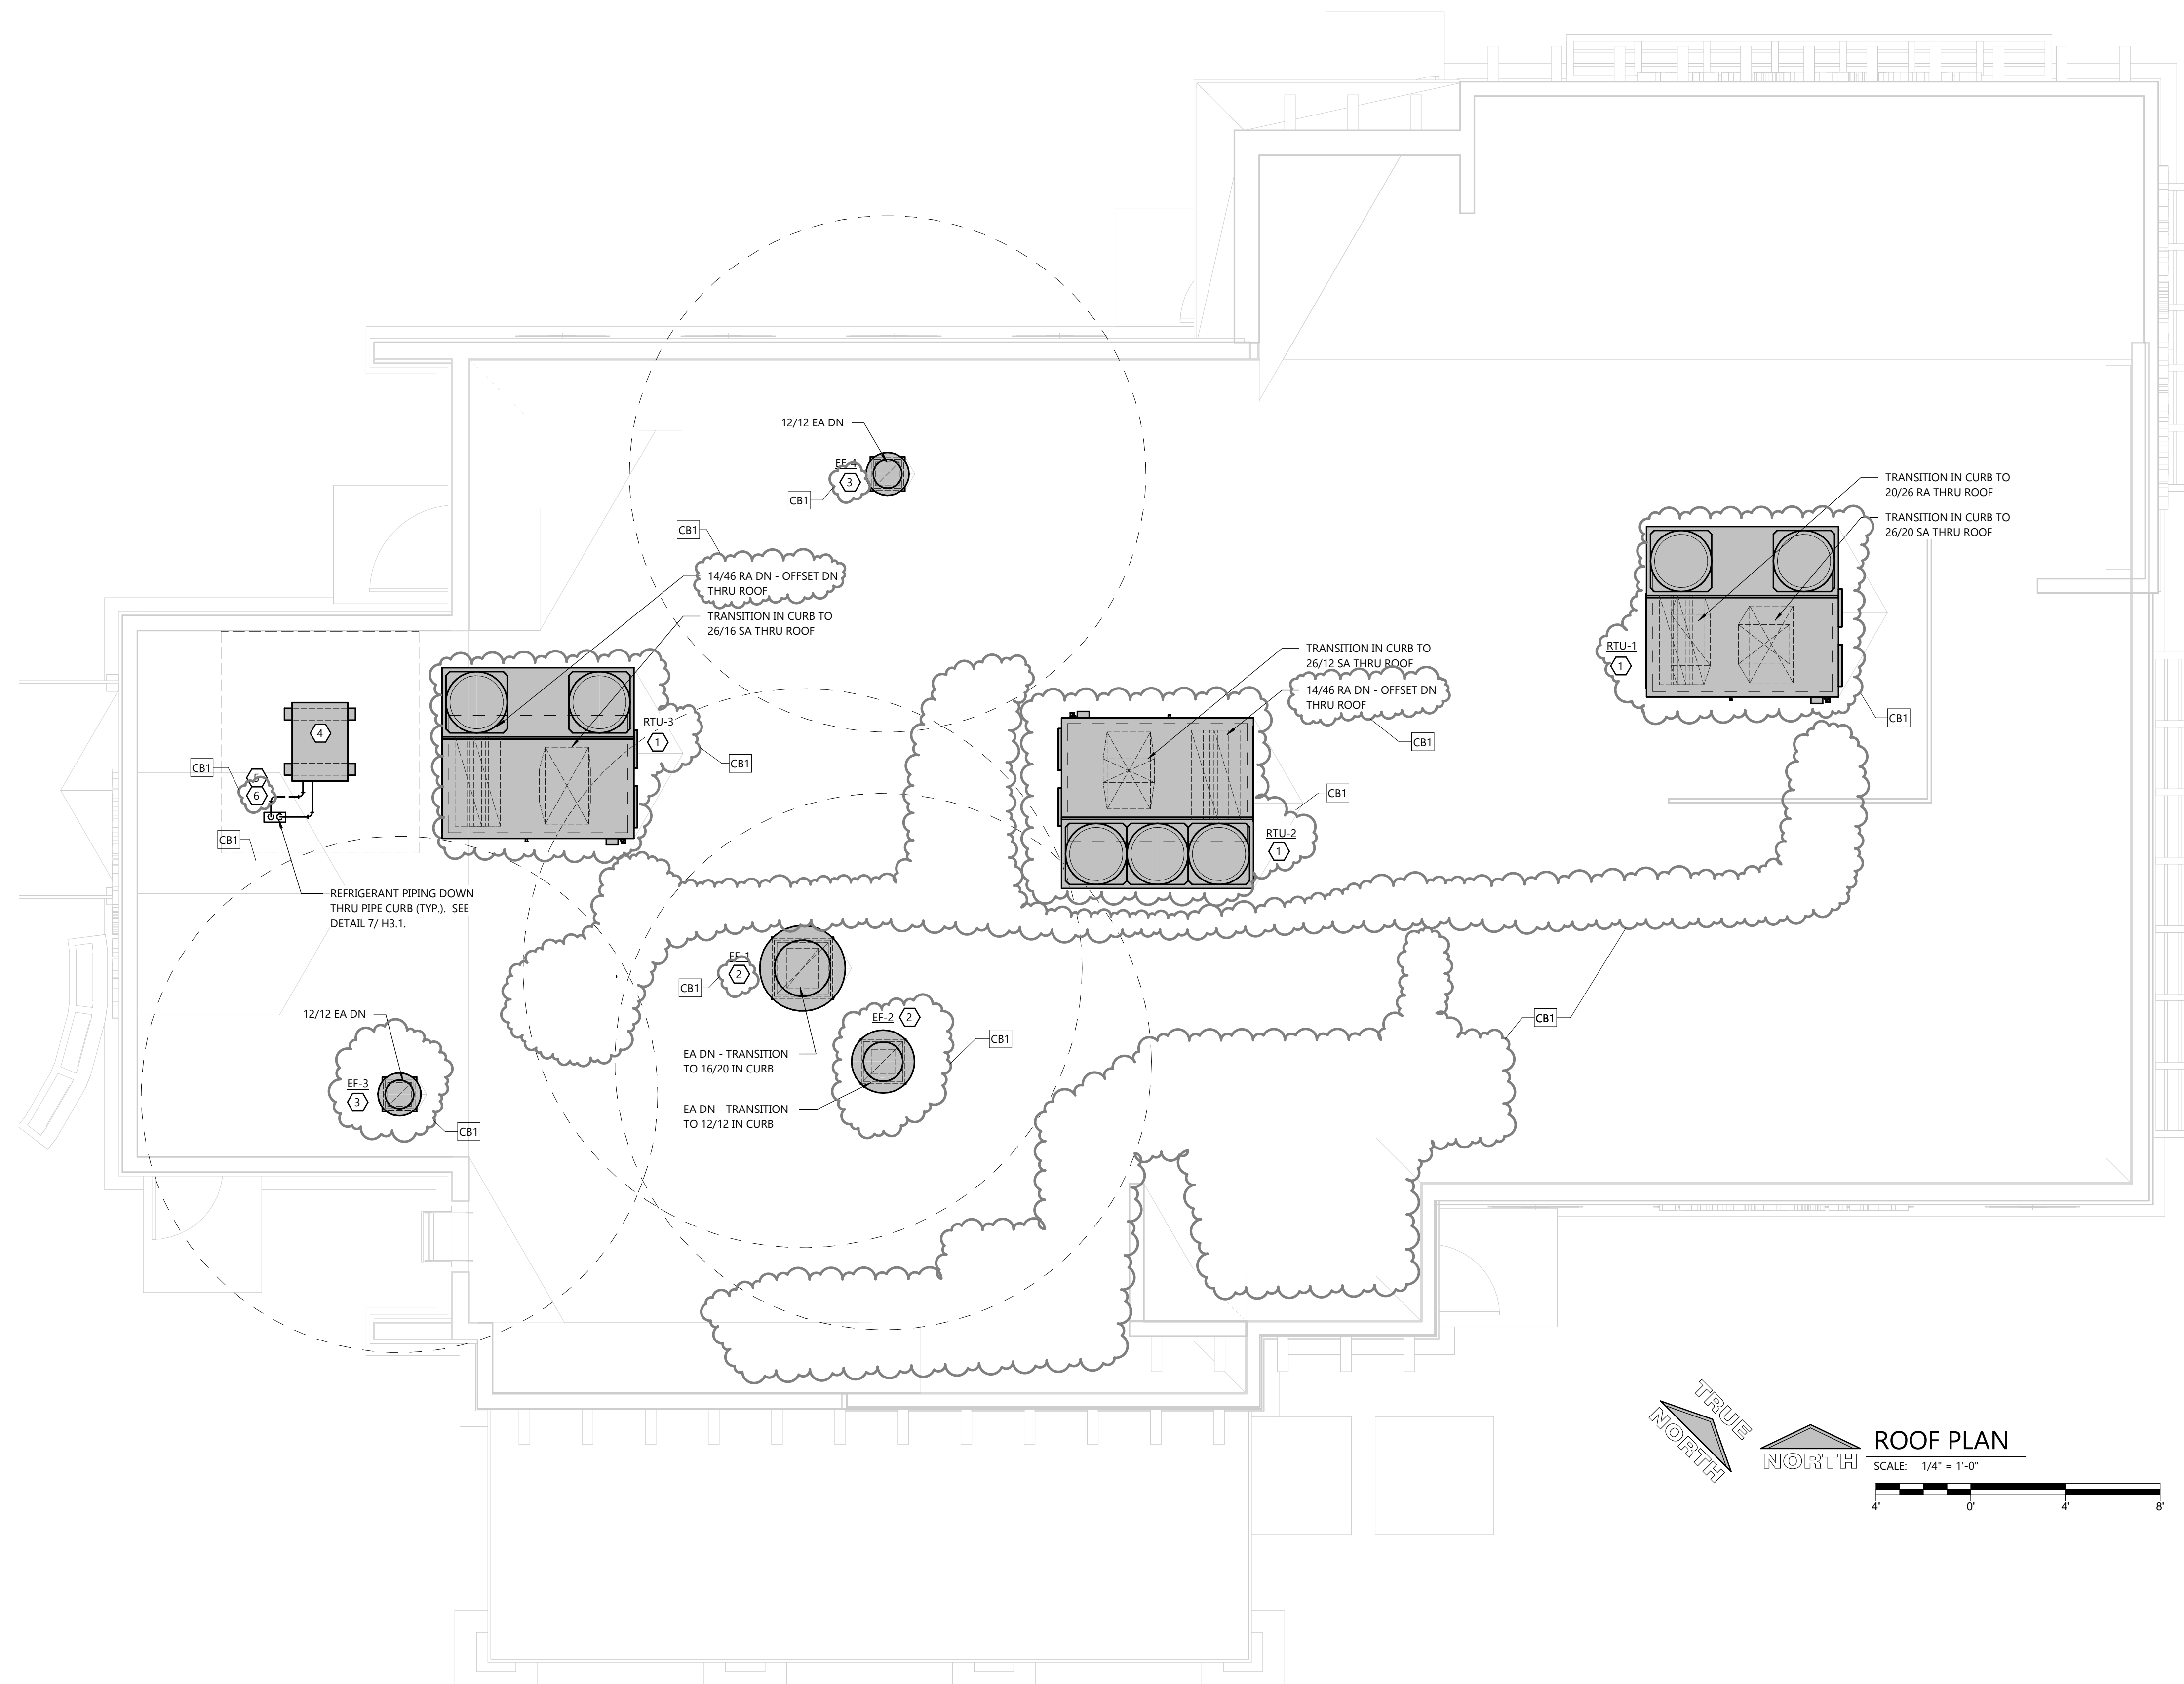 12/12 EA DN
EF-4
3
CB1
CB1
14/46 RA DN - OFFSET DN
THRU ROOF
TRANSITION IN CURB TO
26/16 SA THRU ROOF
TRANSITION IN CURB TO
20/26 RA THRU ROOF
TRANSITION IN CURB TO
26/20 SA THRU ROOF
RTU-1
1
CB1
TRANSITION IN CURB TO
26/12 SA THRU ROOF
14/46 RA DN - OFFSET DN
THRU ROOF
CB1
CB1
RTU-2
1
RTU-3
1
CB1
4
CB1
5
6
CB1
REFRIGERANT PIPING DOWN
THRU PIPE CURB (TYP.). SEE
DETAIL 7/ H3.1.
EF-1
2
CB1
EF-2
2
CB1
CB1
12/12 EA DN
EF-3
3
CB1
EA DN - TRANSITION
TO 16/20 IN CURB
EA DN - TRANSITION
TO 12/12 IN CURB
TRUE
NORTH
NORTH
ROOF PLAN
SCALE: 1/4" = 1'-0"
4' 0' 4' 8'